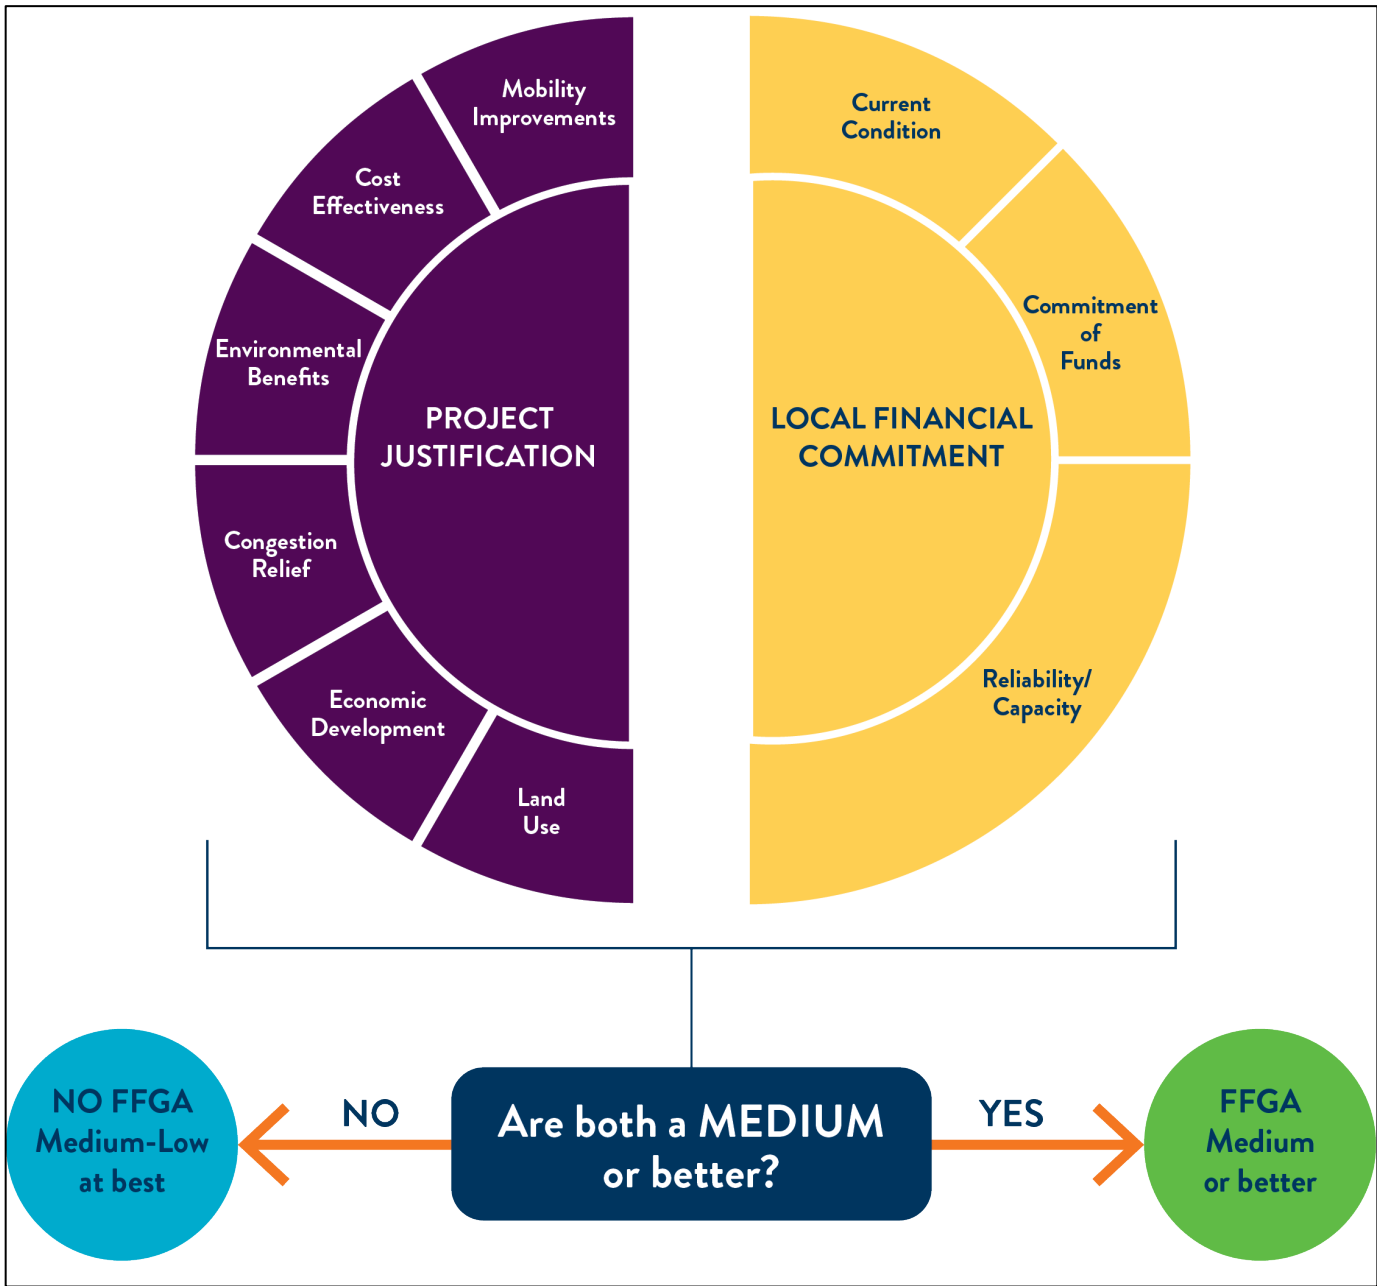 Mobility
Improvements
Cost
Effectiveness
Environmental
Benefits
Congestion
Relief
Economic
Development
Land
Use
PROJECT
JUSTIFICATION
Current
Condition
Commitment
of
Funds
Reliability/
Capacity
LOCAL FINANCIAL
COMMITMENT
Are both a MEDIUM
or better?
NO
NO FFGA
Medium-Low
at best
YES
FFGA
Medium
or better